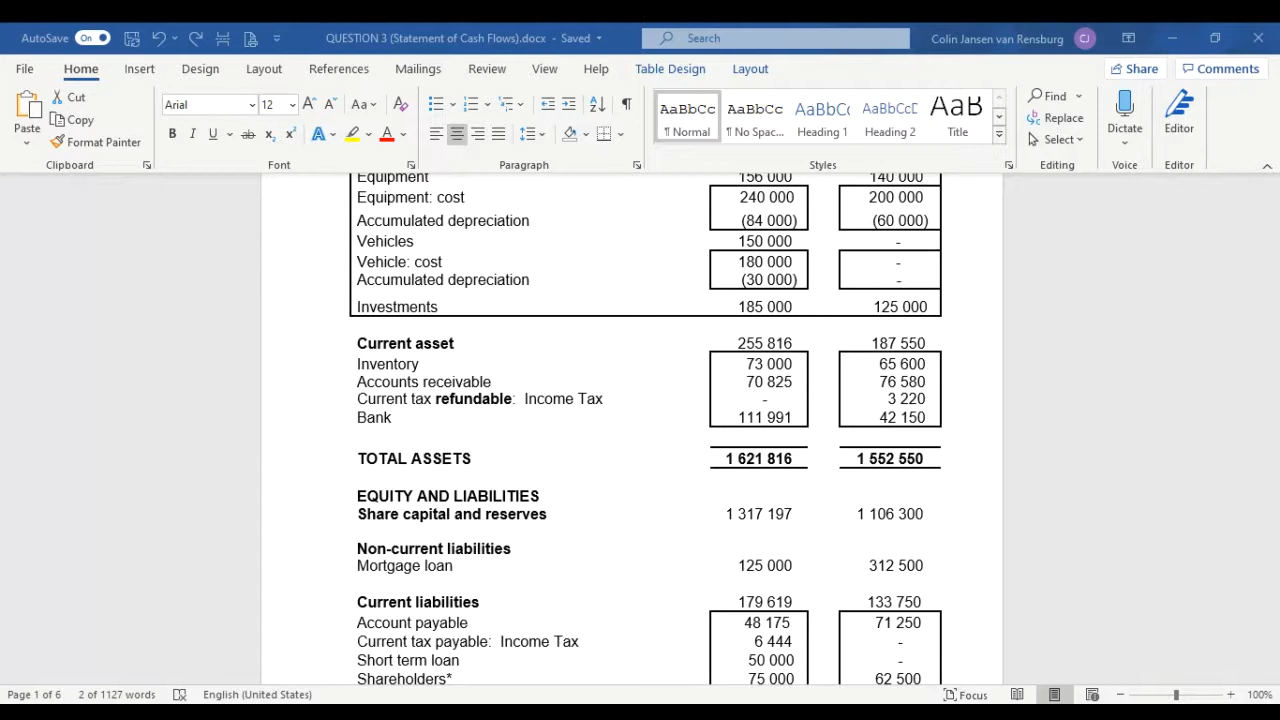 AutoSave On QUESTION 3 (Statement of Cash Flows).docx - Saved Search Colin Jansen van Rensburg CJ
File Home Insert Design Layout References Mailings Review View Help Table Design Layout Share Comments
Paste Cut Copy Format Painter
Arial 12 Aa
B I U ab x₂ x² A A
AaBbCc AaBbCc AaBbCc AaBbCcD AaB
¶ Normal ¶ No Spac... Heading 1 Heading 2 Title
Find Replace Select
Dictate Editor
Clipboard Font Paragraph Styles Editing Voice Editor
Equipment 156 000 140 000
Equipment: cost 240 000 200 000
Accumulated depreciation (84 000) (60 000)
Vehicles 150 000 -
Vehicle: cost 180 000 -
Accumulated depreciation (30 000) -
Investments 185 000 125 000
Current asset 255 816 187 550
Inventory 73 000 65 600
Accounts receivable 70 825 76 580
Current tax refundable: Income Tax - 3 220
Bank 111 991 42 150
TOTAL ASSETS 1 621 816 1 552 550
EQUITY AND LIABILITIES
Share capital and reserves 1 317 197 1 106 300
Non-current liabilities
Mortgage loan 125 000 312 500
Current liabilities 179 619 133 750
Account payable 48 175 71 250
Current tax payable: Income Tax 6 444 -
Short term loan 50 000 -
Shareholders* 75 000 62 500
Page 1 of 6 2 of 1127 words English (United States) Focus 100%